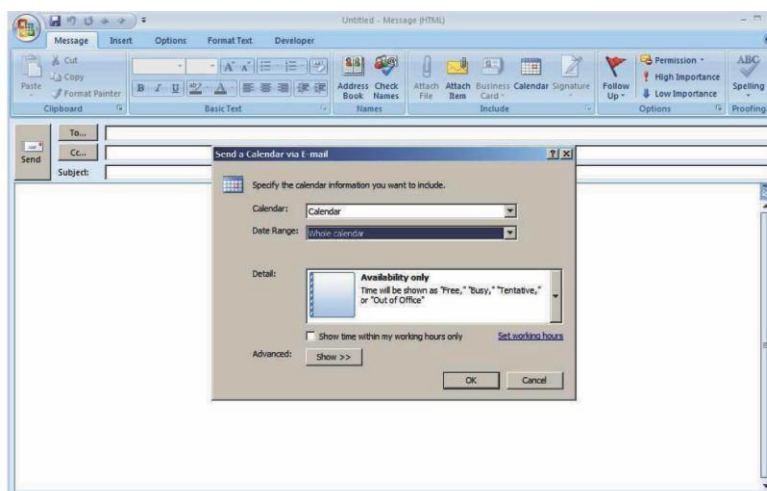 Untitled - Message (HTML)
Message Insert Options Format Text Developer
Cut
Copy
Format Painter
Paste
Clipboard
B I U
Basic Text
Address Book
Check Names
Names
Attach File
Attach Item
Business Card
Calendar
Signature
Include
Follow Up
Permission
High Importance
Low Importance
Options
ABC
Spelling
Proofing
Send
To...
Cc...
Subject:
Send a Calendar via E-mail
Specify the calendar information you want to include.
Calendar: Calendar
Date Range: Whole calendar
Detail: Availability only
Time will be shown as "Free," "Busy," "Tentative,"
or "Out of Office"
Show time within my working hours only Set working hours
Advanced: Show >>
OK Cancel